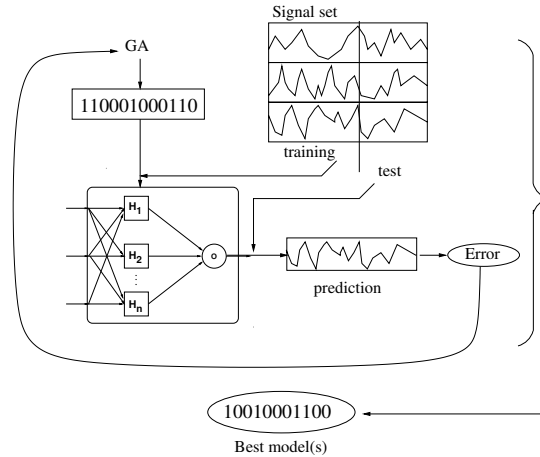 Signal set
GA
110001000110
training
test
H1
H2
Hn
o
prediction
Error
10010001100
Best model(s)